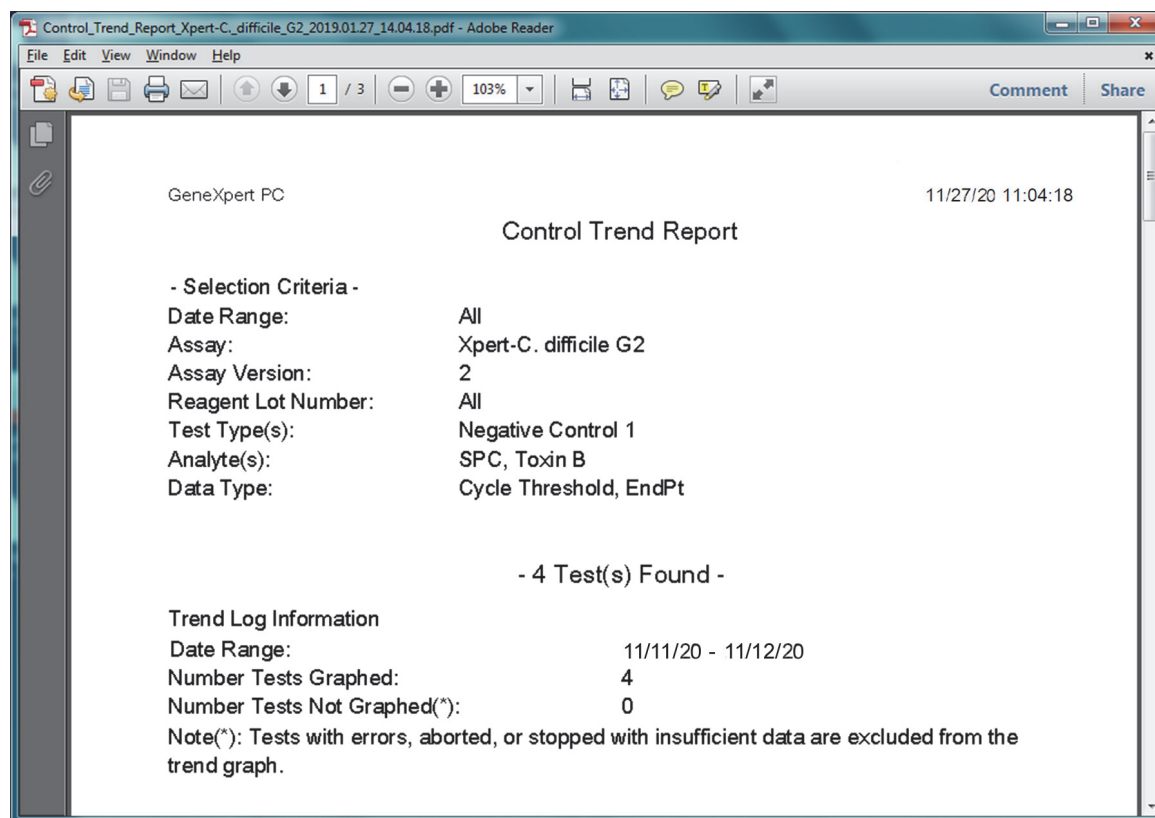 Control_Trend_Report_Xpert-C._difficile_G2_2019.01.27_14.04.18.pdf - Adobe Reader
File Edit View Window Help
1 / 3 103% Comment Share
GeneXpert PC 11/27/20 11:04:18
Control Trend Report
- Selection Criteria -
Date Range: All
Assay: Xpert-C. difficile G2
Assay Version: 2
Reagent Lot Number: All
Test Type(s): Negative Control 1
Analyte(s): SPC, Toxin B
Data Type: Cycle Threshold, EndPt
- 4 Test(s) Found -
Trend Log Information
Date Range: 11/11/20 - 11/12/20
Number Tests Graphed: 4
Number Tests Not Graphed(*): 0
Note(*): Tests with errors, aborted, or stopped with insufficient data are excluded from the
trend graph.